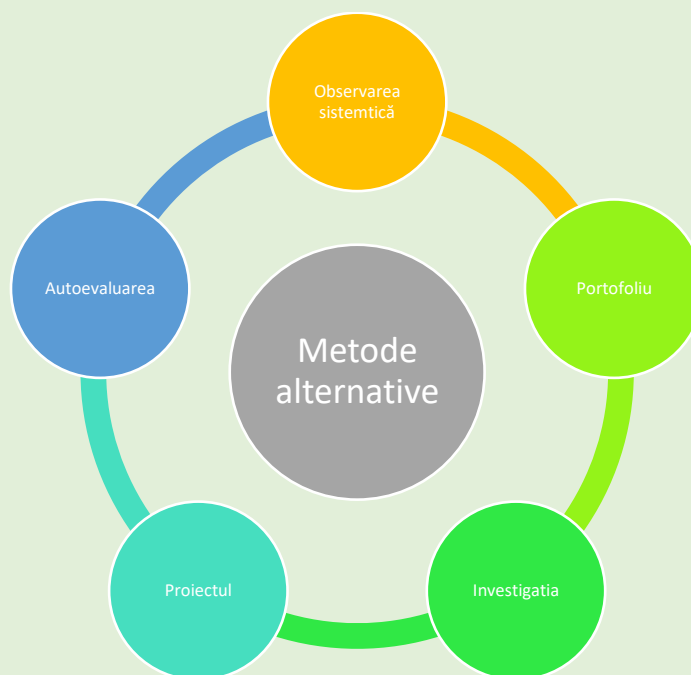 Observarea
sistemtică
Portofoliu
Investigatia
Proiectul
Autoevaluarea
Metode
alternative